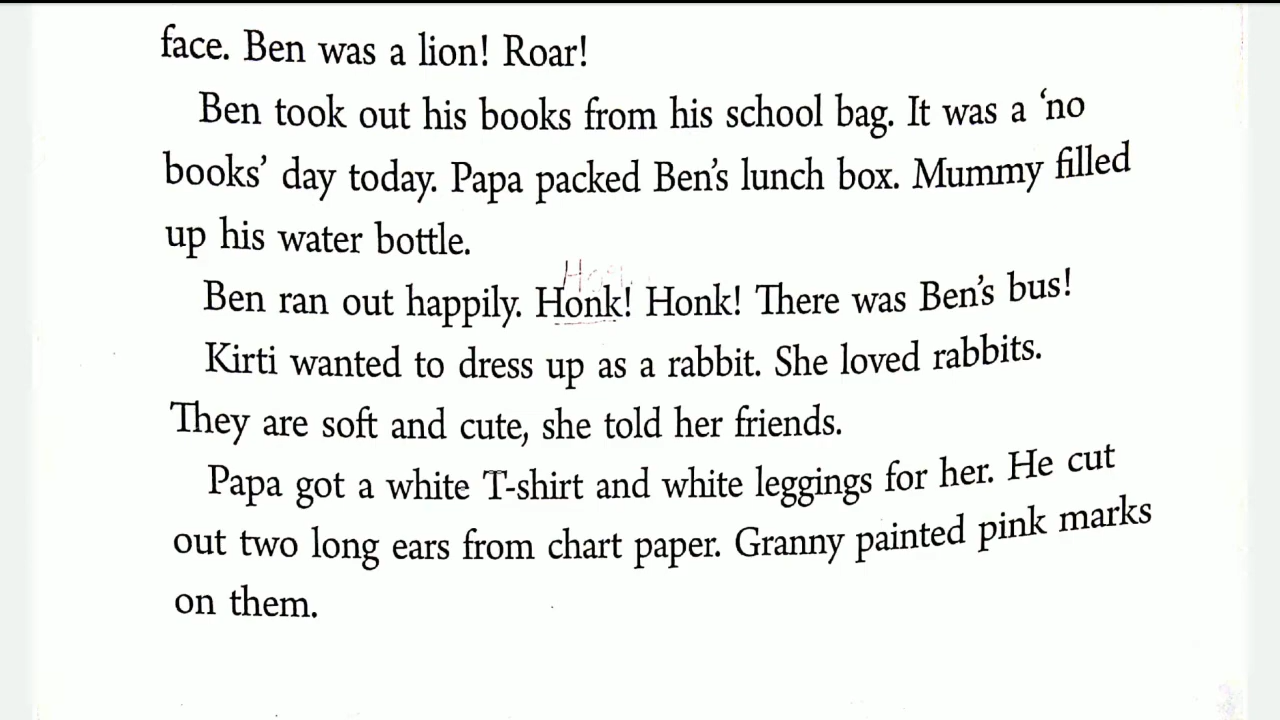 face. Ben was a lion! Roar!
Ben took out his books from his school bag. It was a ‘no
books’ day today. Papa packed Ben’s lunch box. Mummy filled
up his water bottle.
Ben ran out happily. Honk! Honk! There was Ben’s bus!
Kirti wanted to dress up as a rabbit. She loved rabbits.
They are soft and cute, she told her friends.
Papa got a white T-shirt and white leggings for her. He cut
out two long ears from chart paper. Granny painted pink marks
on them.